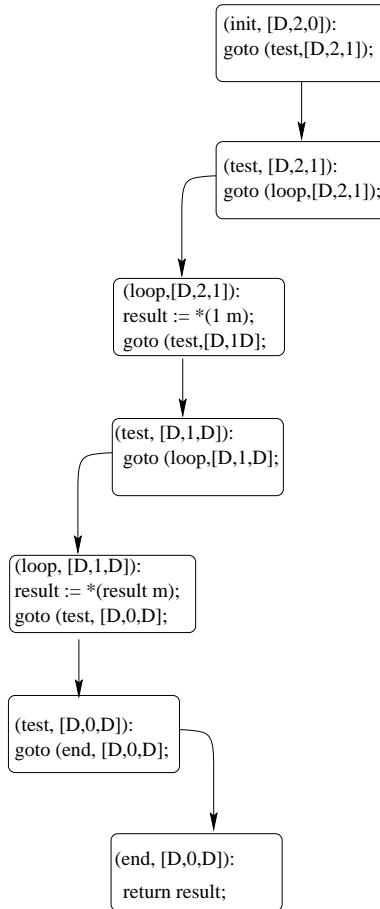 (init, [D,2,0]):
goto (test,[D,2,1]);
(test, [D,2,1]):
goto (loop,[D,2,1]);
(loop,[D,2,1]):
result := *(1 m);
goto (test,[D,1D];
(test, [D,1,D]):
goto (loop,[D,1,D];
(loop, [D,1,D]):
result := *(result m);
goto (test, [D,0,D];
(test, [D,0,D]):
goto (end, [D,0,D];
(end, [D,0,D]):
return result;